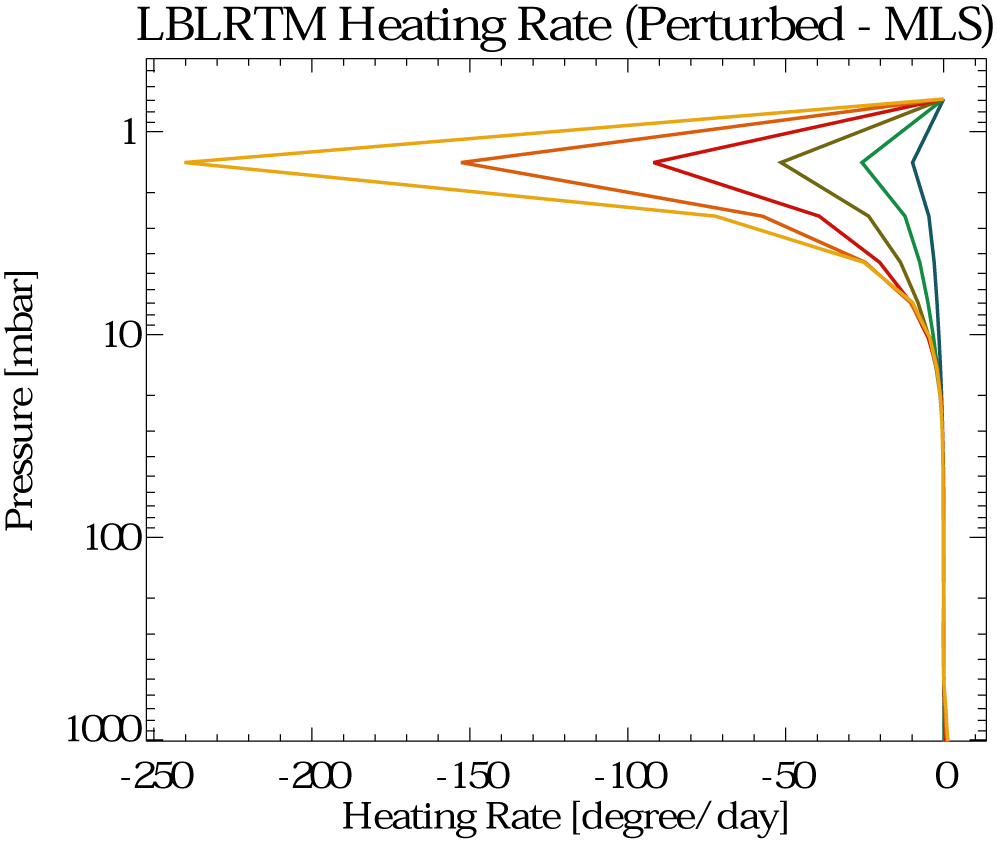 LBLRTM Heating Rate (Perturbed - MLS)
1
10
100
1000
Pressure [mbar]
-250 -200 -150 -100 -50 0
Heating Rate [degree/day]